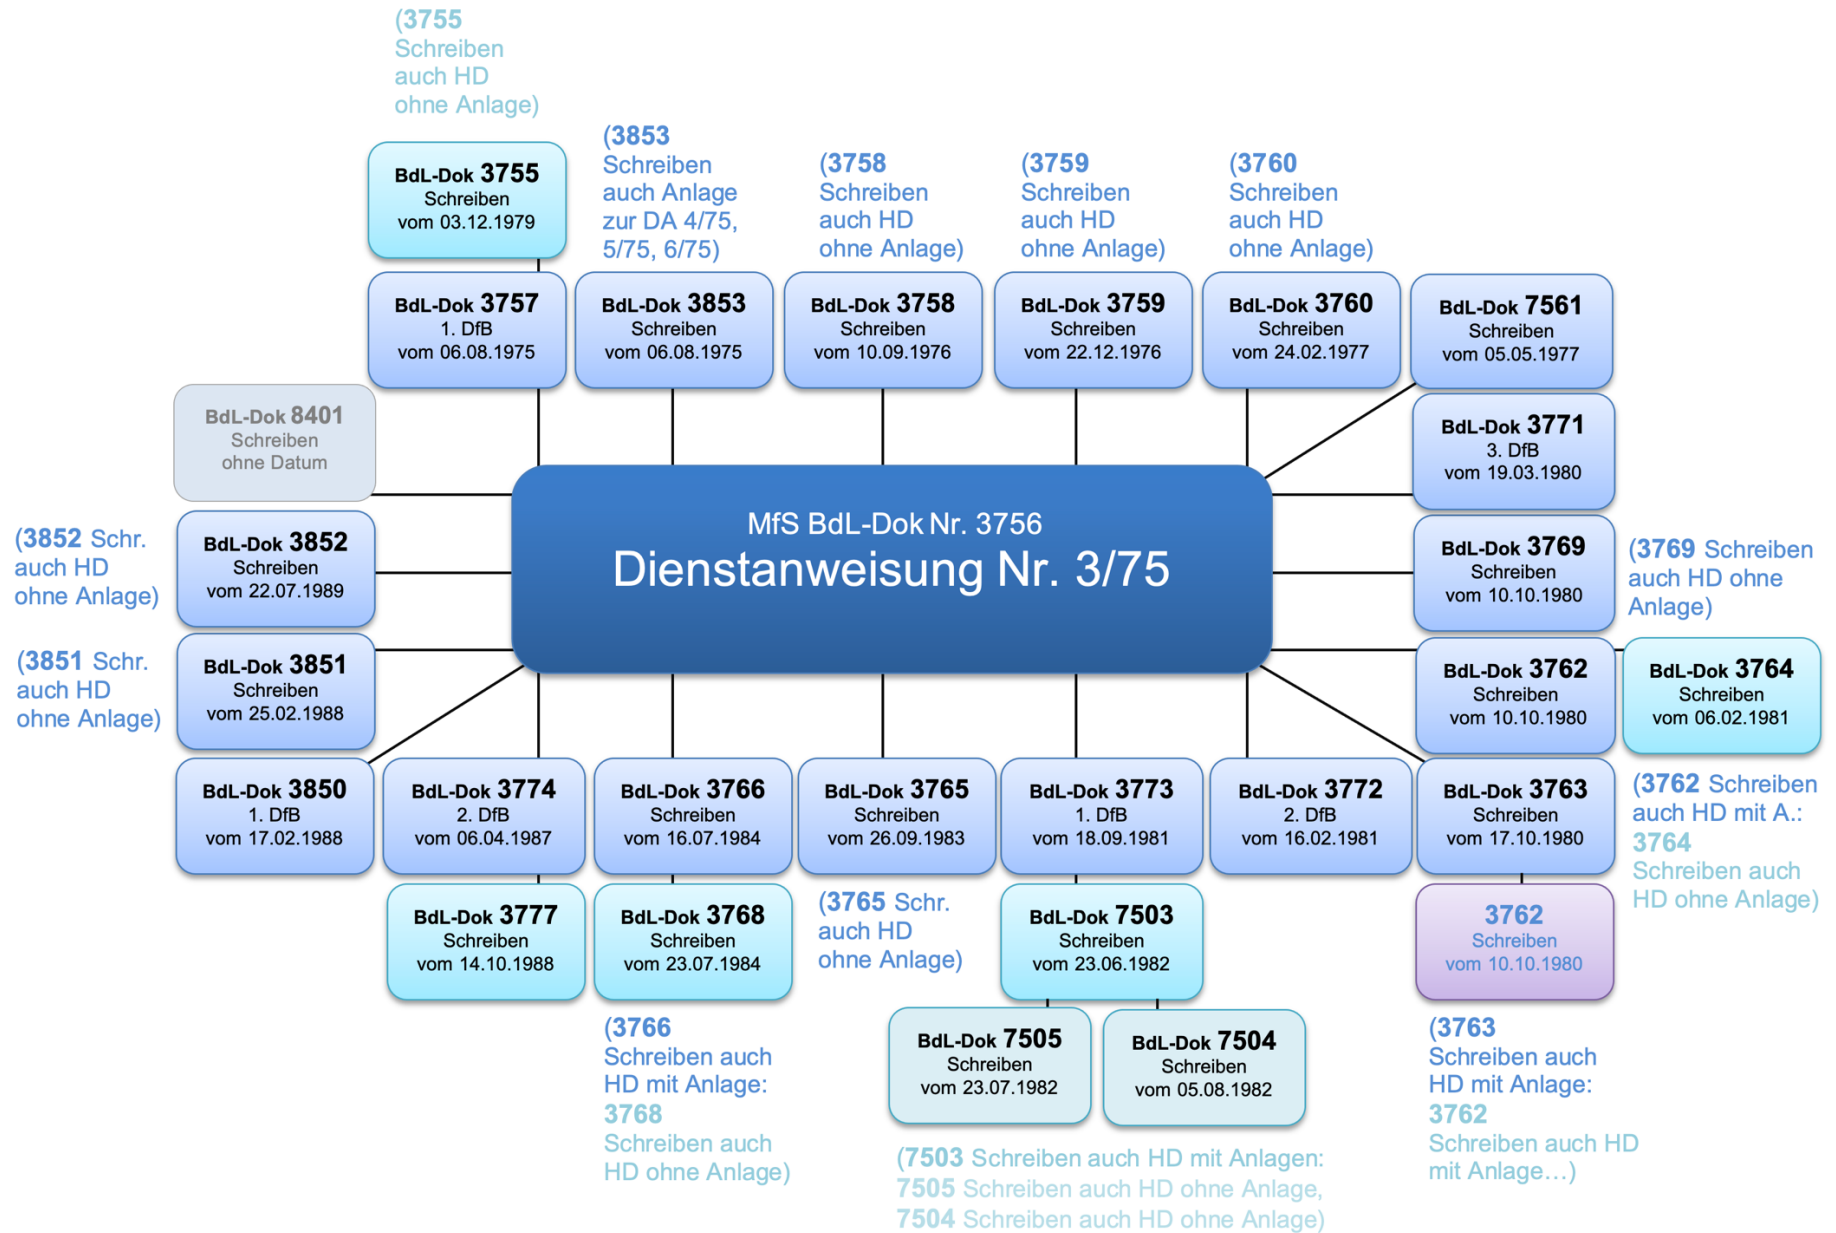 (3755
Schreiben
auch HD
ohne Anlage)
BdL-Dok 3755
Schreiben
vom 03.12.1979
(3853
Schreiben
auch Anlage
zur DA 4/75,
5/75, 6/75)
(3758
Schreiben
auch HD
ohne Anlage)
(3759
Schreiben
auch HD
ohne Anlage)
(3760
Schreiben
auch HD
ohne Anlage)
BdL-Dok 3757
1. DfB
vom 06.08.1975
BdL-Dok 3853
Schreiben
vom 06.08.1975
BdL-Dok 3758
Schreiben
vom 10.09.1976
BdL-Dok 3759
Schreiben
vom 22.12.1976
BdL-Dok 3760
Schreiben
vom 24.02.1977
BdL-Dok 7561
Schreiben
vom 05.05.1977
BdL-Dok 8401
Schreiben
ohne Datum
BdL-Dok 3771
3. DfB
vom 19.03.1980
MfS BdL-Dok Nr. 3756
Dienstanweisung Nr. 3/75
(3852 Schr.
auch HD
ohne Anlage)
BdL-Dok 3852
Schreiben
vom 22.07.1989
BdL-Dok 3769
Schreiben
vom 10.10.1980
(3769 Schreiben
auch HD ohne
Anlage)
(3851 Schr.
auch HD
ohne Anlage)
BdL-Dok 3851
Schreiben
vom 25.02.1988
BdL-Dok 3762
Schreiben
vom 10.10.1980
BdL-Dok 3764
Schreiben
vom 06.02.1981
BdL-Dok 3850
1. DfB
vom 17.02.1988
BdL-Dok 3774
2. DfB
vom 06.04.1987
BdL-Dok 3766
Schreiben
vom 16.07.1984
BdL-Dok 3765
Schreiben
vom 26.09.1983
BdL-Dok 3773
1. DfB
vom 18.09.1981
BdL-Dok 3772
2. DfB
vom 16.02.1981
BdL-Dok 3763
Schreiben
vom 17.10.1980
(3762 Schreiben
auch HD mit A.:
3764
Schreiben auch
HD ohne Anlage)
BdL-Dok 3777
Schreiben
vom 14.10.1988
BdL-Dok 3768
Schreiben
vom 23.07.1984
(3765 Schr.
auch HD
ohne Anlage)
BdL-Dok 7503
Schreiben
vom 23.06.1982
3762
Schreiben
vom 10.10.1980
(3766
Schreiben auch
HD mit Anlage:
3768
Schreiben auch
HD ohne Anlage)
BdL-Dok 7505
Schreiben
vom 23.07.1982
BdL-Dok 7504
Schreiben
vom 05.08.1982
(3763
Schreiben auch
HD mit Anlage:
3762
Schreiben auch HD
mit Anlage…)
(7503 Schreiben auch HD mit Anlagen:
7505 Schreiben auch HD ohne Anlage,
7504 Schreiben auch HD ohne Anlage)